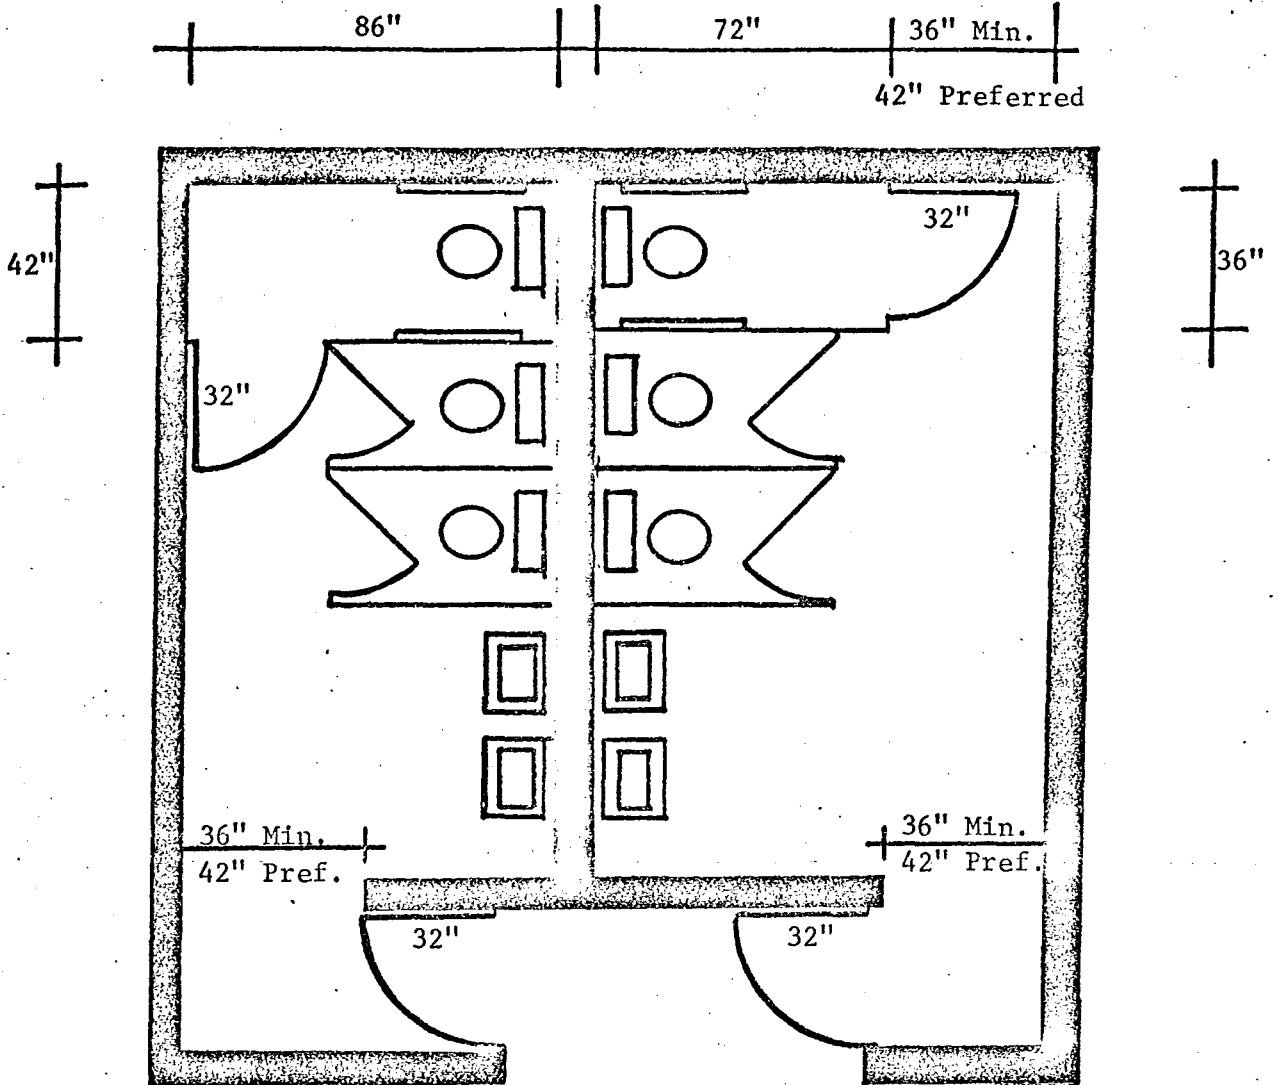 86"
72"
36" Min.
42" Preferred
42"
32"
36"
32"
36" Min.
42" Pref.
36" Min.
42" Pref.
32"
32"